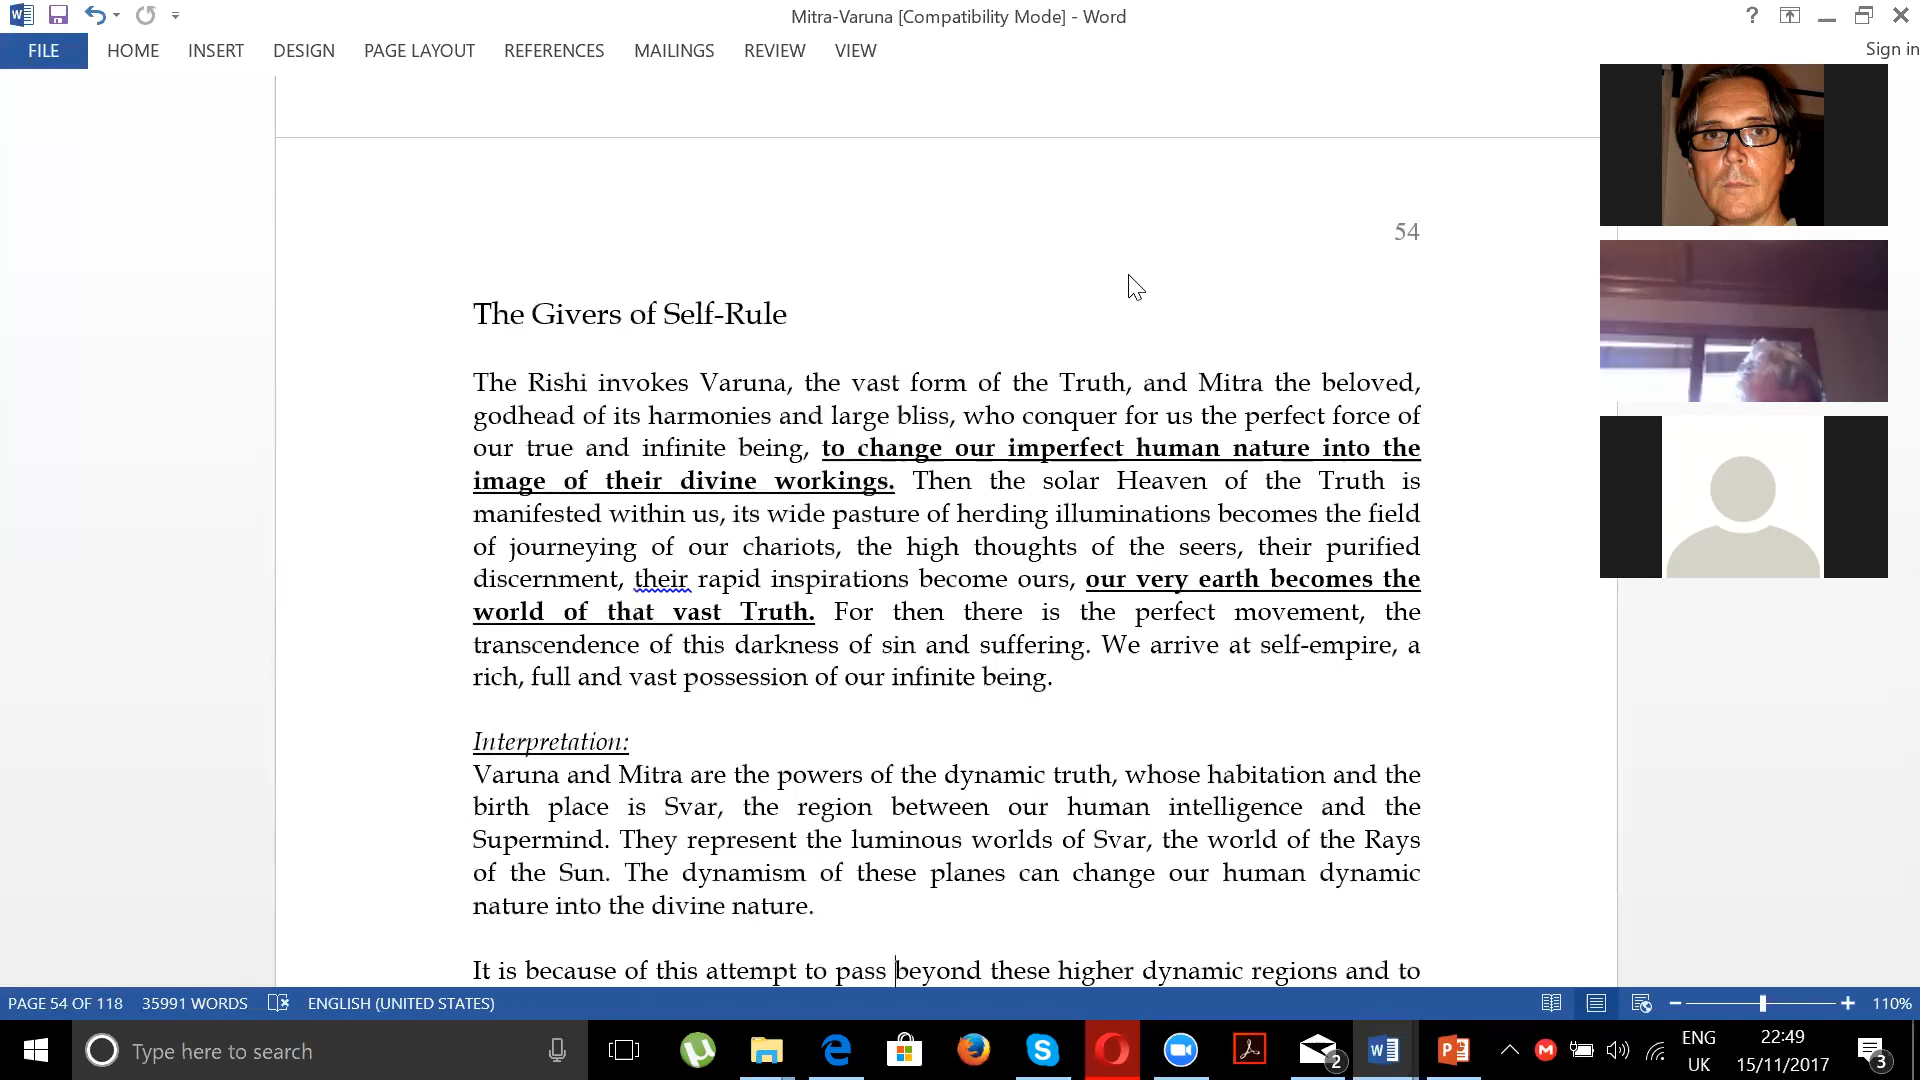 Mitra-Varuna [Compatibility Mode] - Word
FILE HOME INSERT DESIGN PAGE LAYOUT REFERENCES MAILINGS REVIEW VIEW
Sign in
54
The Givers of Self-Rule
The Rishi invokes Varuna, the vast form of the Truth, and Mitra the beloved,
godhead of its harmonies and large bliss, who conquer for us the perfect force of
our true and infinite being, to change our imperfect human nature into the
image of their divine workings. Then the solar Heaven of the Truth is
manifested within us, its wide pasture of herding illuminations becomes the field
of journeying of our chariots, the high thoughts of the seers, their purified
discernment, their rapid inspirations become ours, our very earth becomes the
world of that vast Truth. For then there is the perfect movement, the
transcendence of this darkness of sin and suffering. We arrive at self-empire, a
rich, full and vast possession of our infinite being.
Interpretation:
Varuna and Mitra are the powers of the dynamic truth, whose habitation and the
birth place is Svar, the region between our human intelligence and the
Supermind. They represent the luminous worlds of Svar, the world of the Rays
of the Sun. The dynamism of these planes can change our human dynamic
nature into the divine nature.
It is because of this attempt to pass beyond these higher dynamic regions and to
PAGE 54 OF 118 35991 WORDS ENGLISH (UNITED STATES) 110%
Type here to search
2
ENG
UK
22:49
15/11/2017
3